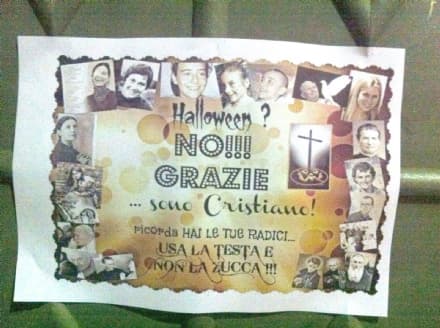 Halloween ?
NO!!!
GRAZIE
... sono Cristiano!
ricorda HAI LE TUE RADICI...
USA LA TESTA E
NON LA ZUCCA !!!